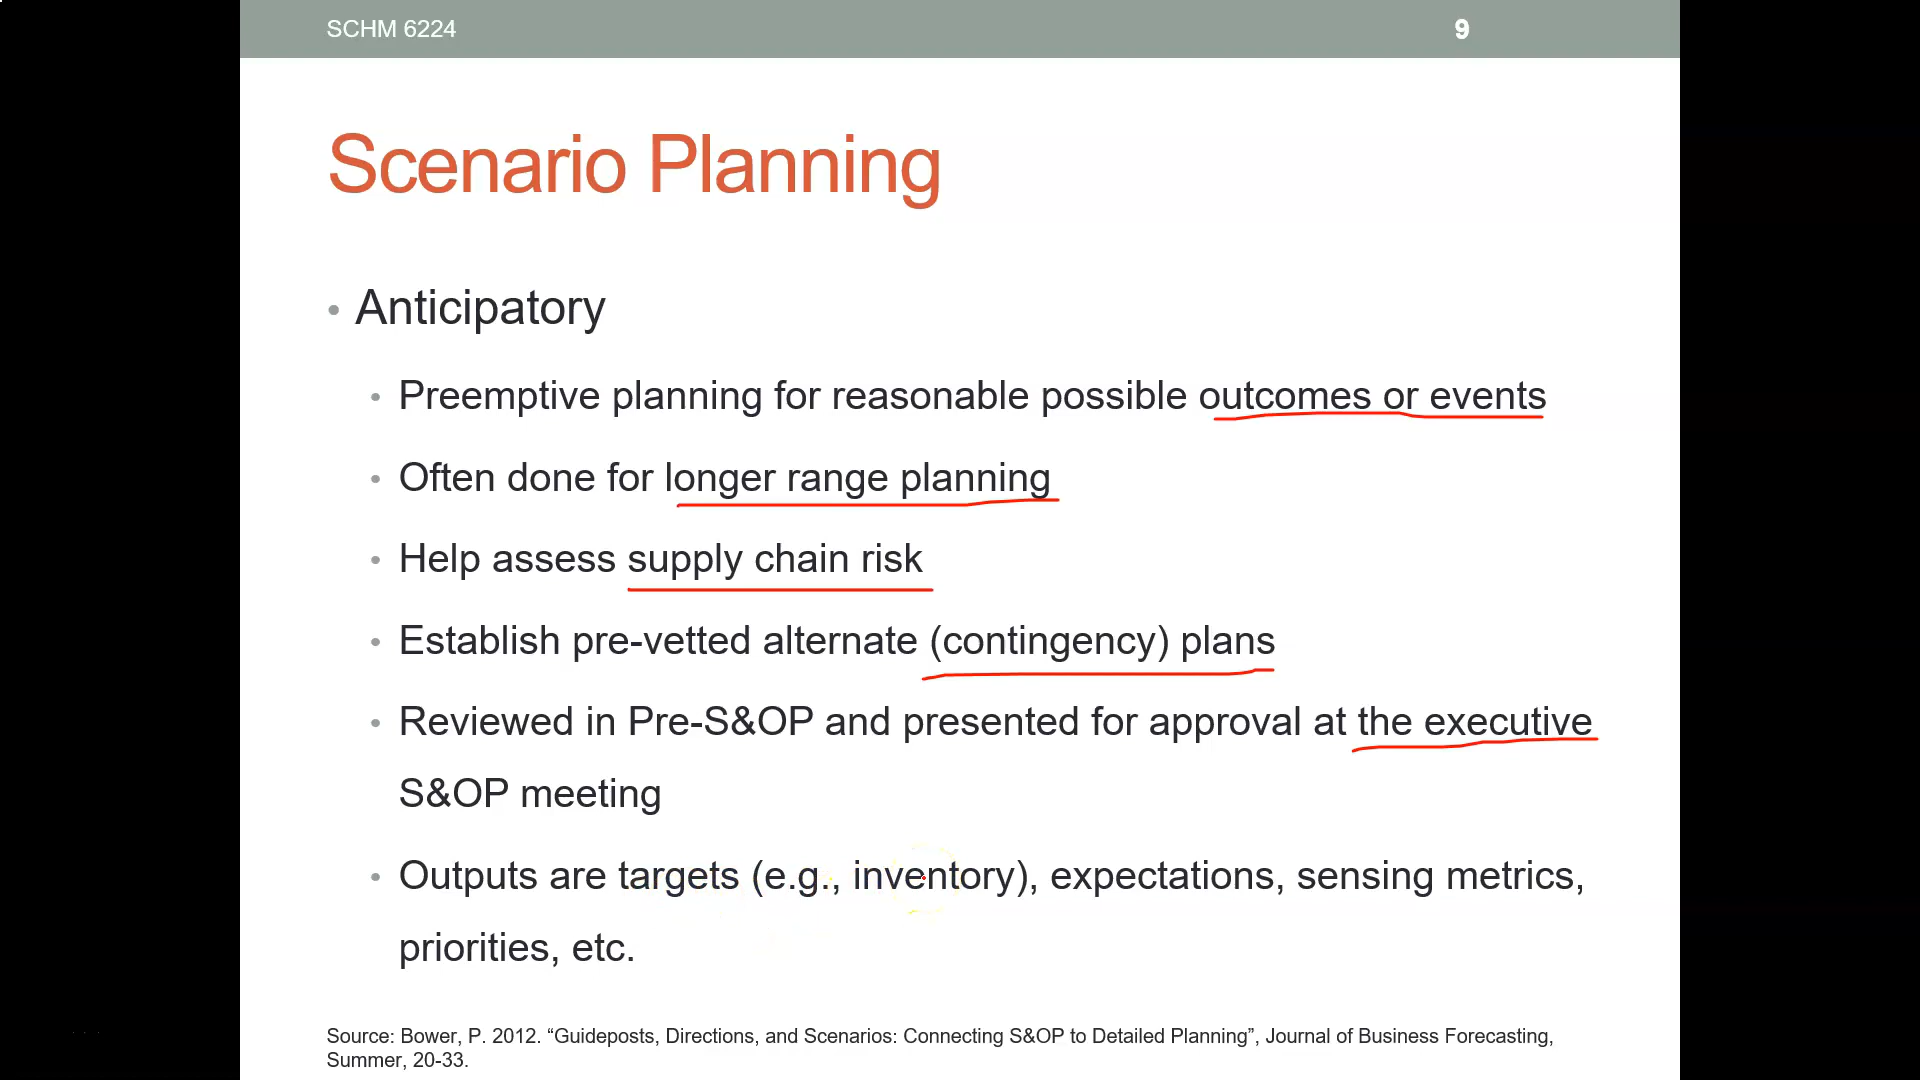 SCHM 6224
9
Scenario Planning
• Anticipatory
• Preemptive planning for reasonable possible outcomes or events
• Often done for longer range planning
• Help assess supply chain risk
• Establish pre-vetted alternate (contingency) plans
• Reviewed in Pre-S&OP and presented for approval at the executive
S&OP meeting
• Outputs are targets (e.g., inventory), expectations, sensing metrics,
priorities, etc.
Source: Bower, P. 2012. “Guideposts, Directions, and Scenarios: Connecting S&OP to Detailed Planning”, Journal of Business Forecasting,
Summer, 20-33.